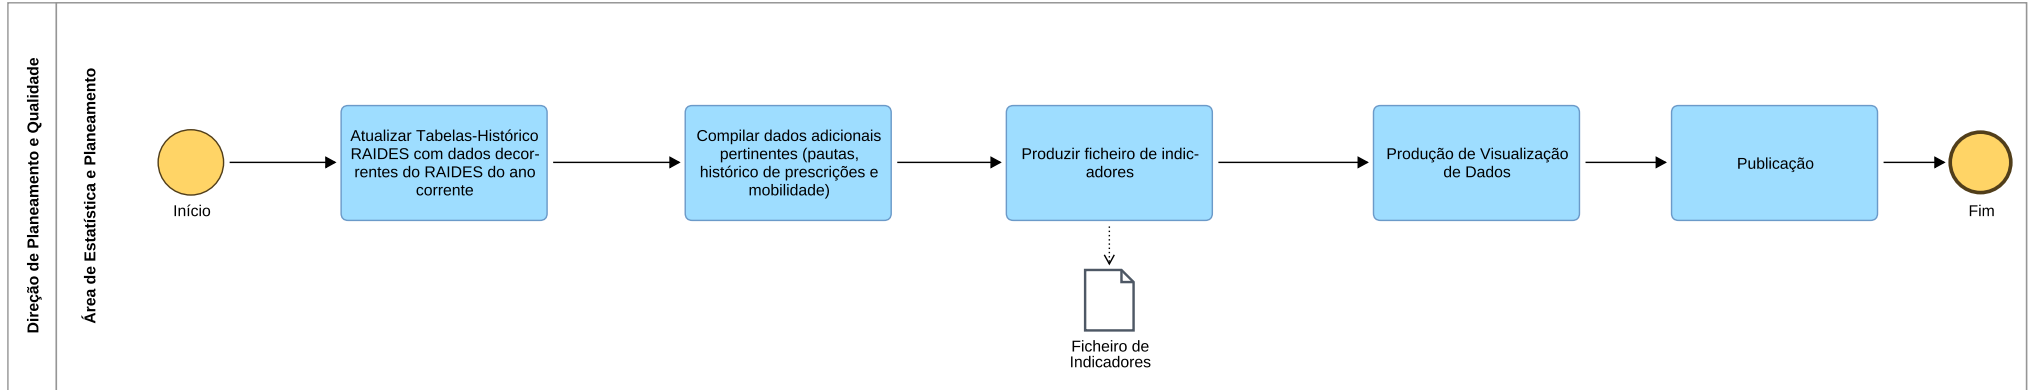 Direção de Planeamento e Qualidade
Área de Estatística e Planeamento
Início
Atualizar Tabelas-Histórico
RAIDES com dados decor-
rentes do RAIDES do ano
corrente
Compilar dados adicionais
pertinentes (pautas,
histórico de prescrições e
mobilidade)
Produzir ficheiro de indic-
adores
Ficheiro de
Indicadores
Produção de Visualização
de Dados
Publicação
Fim